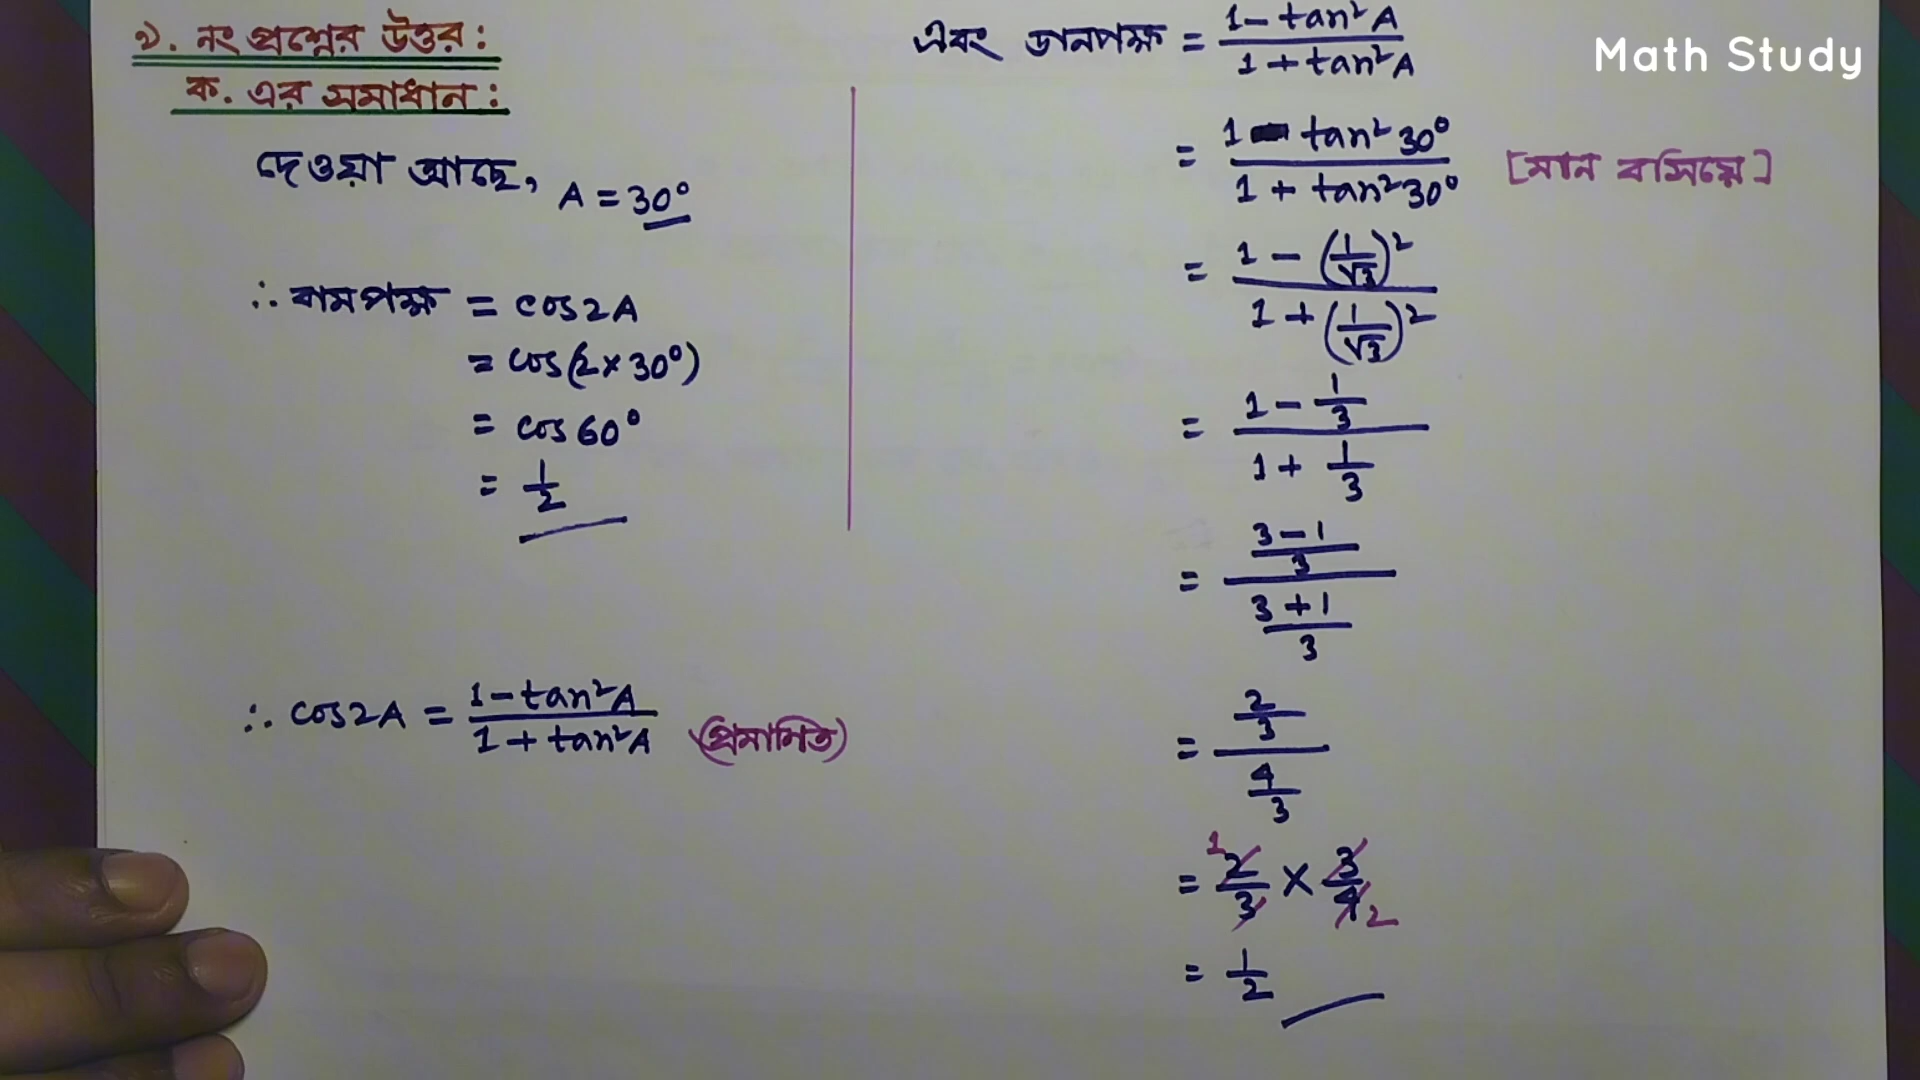 ৯. নং প্রশ্নের উত্তর:
ক. এর সমাধান:
দেওয়া আছে, A = 30°
∴ বামপক্ষ = cos2A
= cos(2×30°)
= cos 60°
= 1/2
∴ cos2A = (1 - tan²A)/(1 + tan²A) (প্রমানিত)
এবং ডানপক্ষ = (1 - tan²A)/(1 + tan²A)
= (1 - tan²30°)/(1 + tan²30°) [মান বসিয়ে]
= (1 - (1/√3)²)/(1 + (1/√3)²)
= (1 - 1/3)/(1 + 1/3)
= ((3-1)/3)/((3+1)/3)
= (2/3)/(4/3)
= 2/3 × 3/4 1 2
= 1/2
Math Study